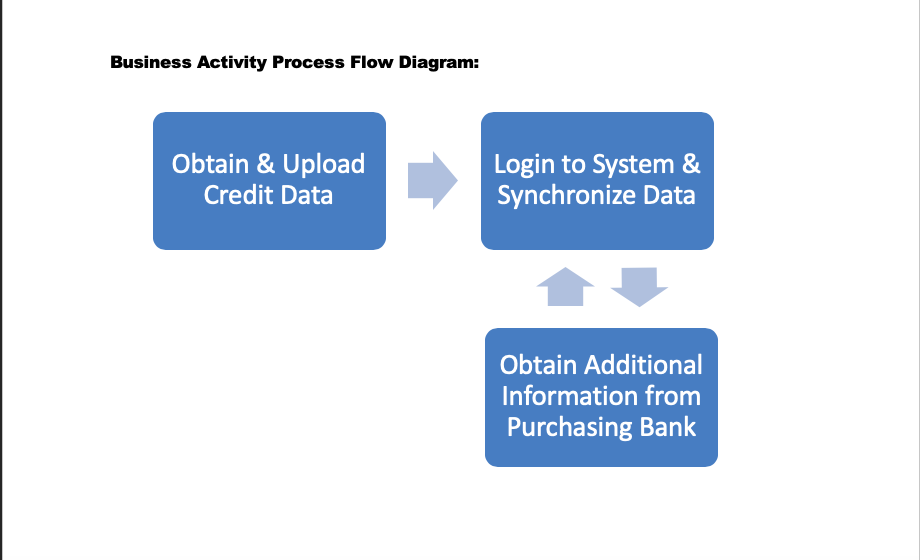 Business Activity Process Flow Diagram:
Obtain & Upload
Credit Data
Login to System &
Synchronize Data
Obtain Additional
Information from
Purchasing Bank